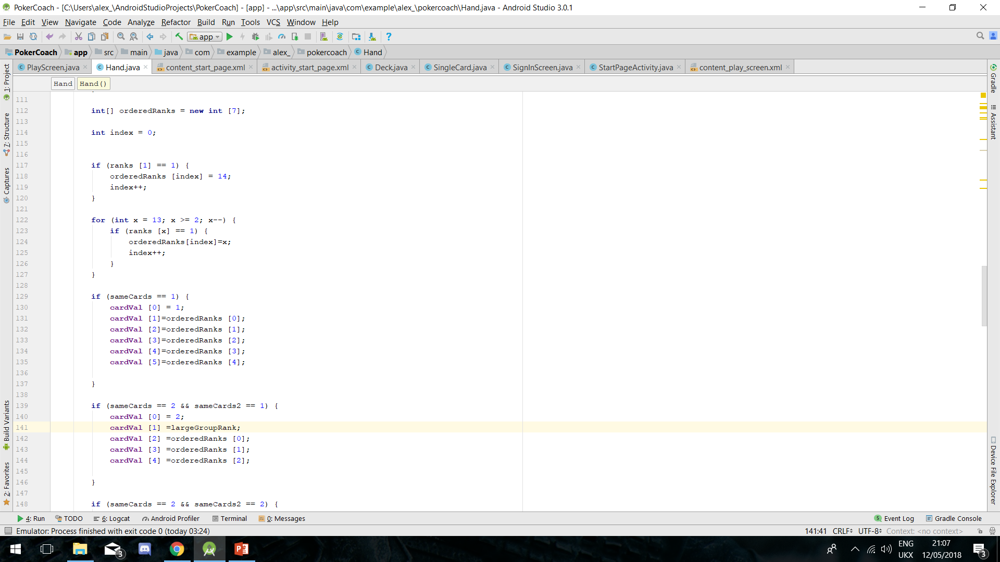 PokerCoach - [C:\Users\alex_\AndroidStudioProjects\PokerCoach] - [app] - ...\app\src\main\java\com\example\alex_\pokercoach\Hand.java - Android Studio 3.0.1
File Edit View Navigate Code Analyze Refactor Build Run Tools VCS Window Help
app
PokerCoach app src main java com example alex_ pokercoach Hand
PlayScreen.java Hand.java content_start_page.xml activity_start_page.xml Deck.java SingleCard.java SignInScreen.java StartPageActivity.java content_play_screen.xml
Hand Hand()
1: Project
7: Structure
Captures
Build Variants
2: Favorites
111
112 int[] orderedRanks = new int [7];
113
114 int index = 0;
115
116
117 if (ranks [1] == 1) {
118 orderedRanks [index] = 14;
119 index++;
120 }
121
122 for (int x = 13; x >= 2; x--) {
123 if (ranks [x] == 1) {
124 orderedRanks[index]=x;
125 index++;
126 }
127 }
128
129 if (sameCards == 1) {
130 cardVal [0] = 1;
131 cardVal [1]=orderedRanks [0];
132 cardVal [2]=orderedRanks [1];
133 cardVal [3]=orderedRanks [2];
134 cardVal [4]=orderedRanks [3];
135 cardVal [5]=orderedRanks [4];
136
137 }
138
139 if (sameCards == 2 && sameCards2 == 1) {
140 cardVal [0] = 2;
141 cardVal [1] =largeGroupRank;
142 cardVal [2] =orderedRanks [0];
143 cardVal [3] =orderedRanks [1];
144 cardVal [4] =orderedRanks [2];
145
146 }
147
148 if (sameCards == 2 && sameCards2 == 2) {
Gradle
Assistant
Device File Explorer
4: Run TODO 6: Logcat Android Profiler Terminal 0: Messages 5 Event Log Gradle Console
Emulator: Process finished with exit code 0 (today 03:24) 141:41 CRLF UTF-8 Context: <no context>
3
ENG 21:07
UKX 12/05/2018 3